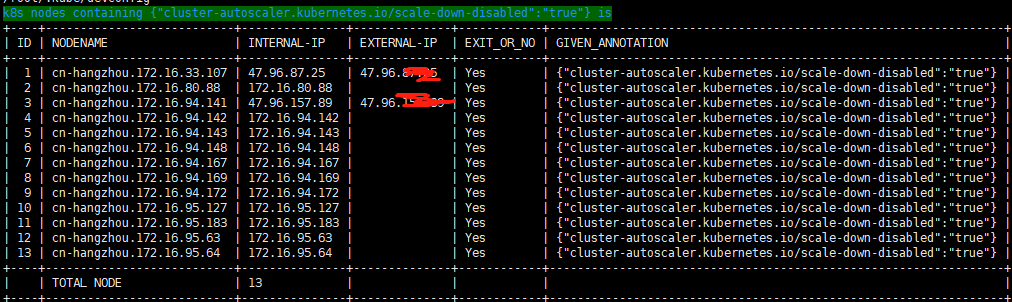 k8s nodes containing {"cluster-autoscaler.kubernetes.io/scale-down-disabled":"true"} is
| ID | NODENAME | INTERNAL-IP | EXTERNAL-IP | EXIT_OR_NO | GIVEN_ANNOTATION |
| 1 | cn-hangzhou.172.16.33.107 | 47.96.87.25 | 47.96. | Yes | {"cluster-autoscaler.kubernetes.io/scale-down-disabled":"true"} |
| 2 | cn-hangzhou.172.16.80.88 | 172.16.80.88 | | Yes | {"cluster-autoscaler.kubernetes.io/scale-down-disabled":"true"} |
| 3 | cn-hangzhou.172.16.94.141 | 47.96.157.89 | 47.96. | Yes | {"cluster-autoscaler.kubernetes.io/scale-down-disabled":"true"} |
| 4 | cn-hangzhou.172.16.94.142 | 172.16.94.142 | | Yes | {"cluster-autoscaler.kubernetes.io/scale-down-disabled":"true"} |
| 5 | cn-hangzhou.172.16.94.143 | 172.16.94.143 | | Yes | {"cluster-autoscaler.kubernetes.io/scale-down-disabled":"true"} |
| 6 | cn-hangzhou.172.16.94.148 | 172.16.94.148 | | Yes | {"cluster-autoscaler.kubernetes.io/scale-down-disabled":"true"} |
| 7 | cn-hangzhou.172.16.94.167 | 172.16.94.167 | | Yes | {"cluster-autoscaler.kubernetes.io/scale-down-disabled":"true"} |
| 8 | cn-hangzhou.172.16.94.169 | 172.16.94.169 | | Yes | {"cluster-autoscaler.kubernetes.io/scale-down-disabled":"true"} |
| 9 | cn-hangzhou.172.16.94.172 | 172.16.94.172 | | Yes | {"cluster-autoscaler.kubernetes.io/scale-down-disabled":"true"} |
| 10 | cn-hangzhou.172.16.95.127 | 172.16.95.127 | | Yes | {"cluster-autoscaler.kubernetes.io/scale-down-disabled":"true"} |
| 11 | cn-hangzhou.172.16.95.183 | 172.16.95.183 | | Yes | {"cluster-autoscaler.kubernetes.io/scale-down-disabled":"true"} |
| 12 | cn-hangzhou.172.16.95.63 | 172.16.95.63 | | Yes | {"cluster-autoscaler.kubernetes.io/scale-down-disabled":"true"} |
| 13 | cn-hangzhou.172.16.95.64 | 172.16.95.64 | | Yes | {"cluster-autoscaler.kubernetes.io/scale-down-disabled":"true"} |
| | TOTAL NODE | 13 | | | |